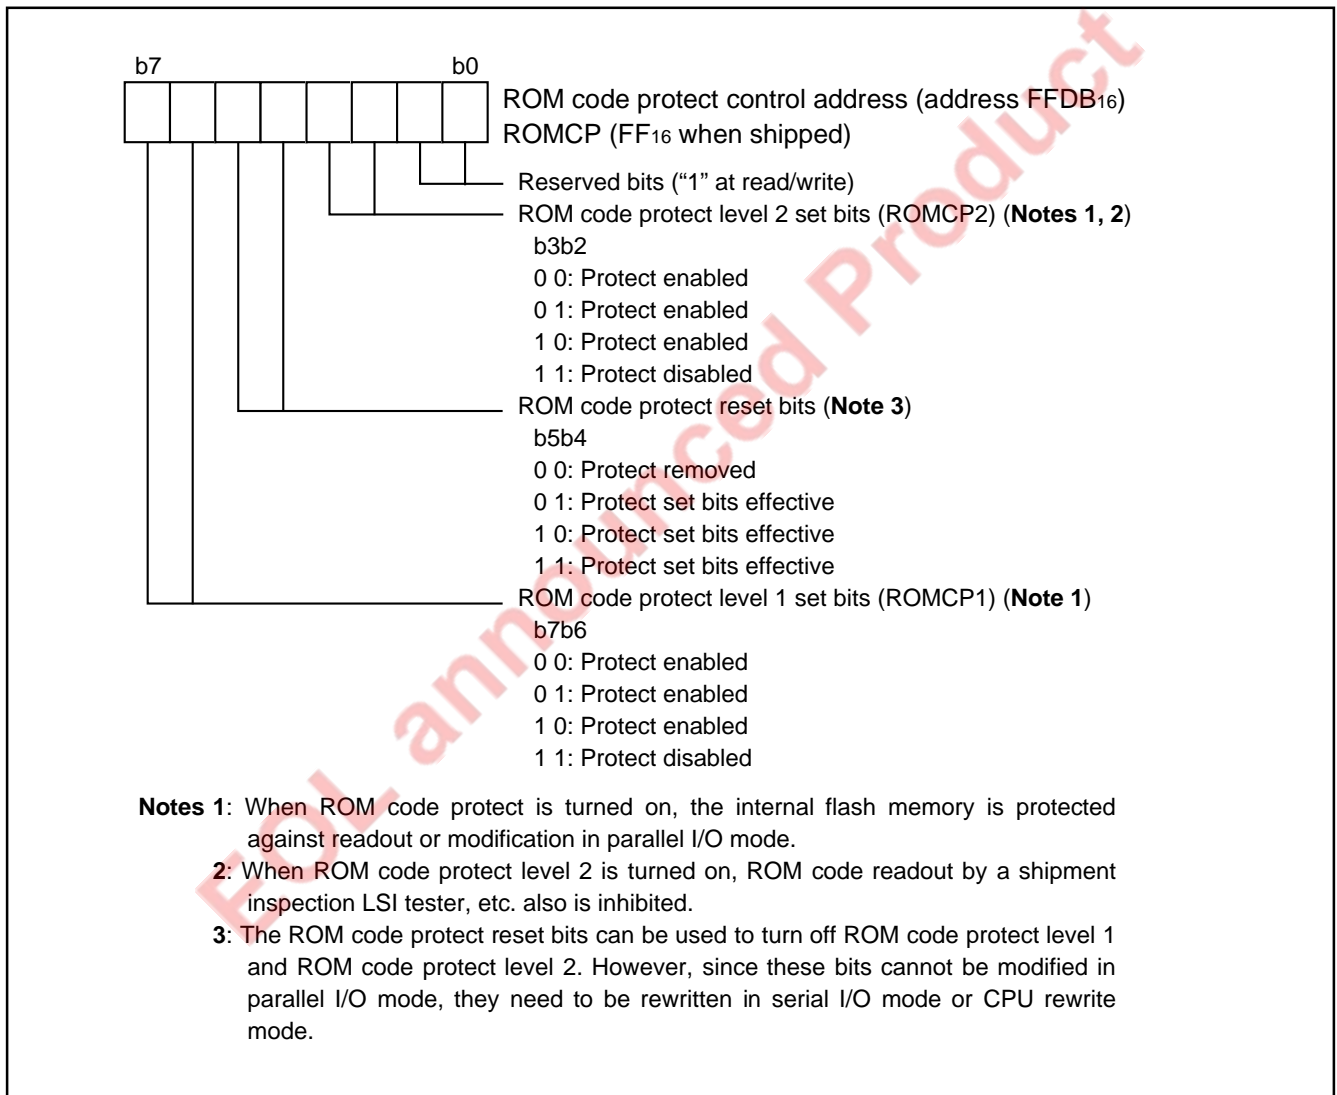 b7 b0
ROM code protect control address (address FFDB16)
ROMCP (FF16 when shipped)
Reserved bits (“1” at read/write)
ROM code protect level 2 set bits (ROMCP2) (Notes 1, 2)
b3b2
0 0: Protect enabled
0 1: Protect enabled
1 0: Protect enabled
1 1: Protect disabled
ROM code protect reset bits (Note 3)
b5b4
0 0: Protect removed
0 1: Protect set bits effective
1 0: Protect set bits effective
1 1: Protect set bits effective
ROM code protect level 1 set bits (ROMCP1) (Note 1)
b7b6
0 0: Protect enabled
0 1: Protect enabled
1 0: Protect enabled
1 1: Protect disabled
Notes 1: When ROM code protect is turned on, the internal flash memory is protected
against readout or modification in parallel I/O mode.
2: When ROM code protect level 2 is turned on, ROM code readout by a shipment
inspection LSI tester, etc. also is inhibited.
3: The ROM code protect reset bits can be used to turn off ROM code protect level 1
and ROM code protect level 2. However, since these bits cannot be modified in
parallel I/O mode, they need to be rewritten in serial I/O mode or CPU rewrite
mode.
EOL announced Product